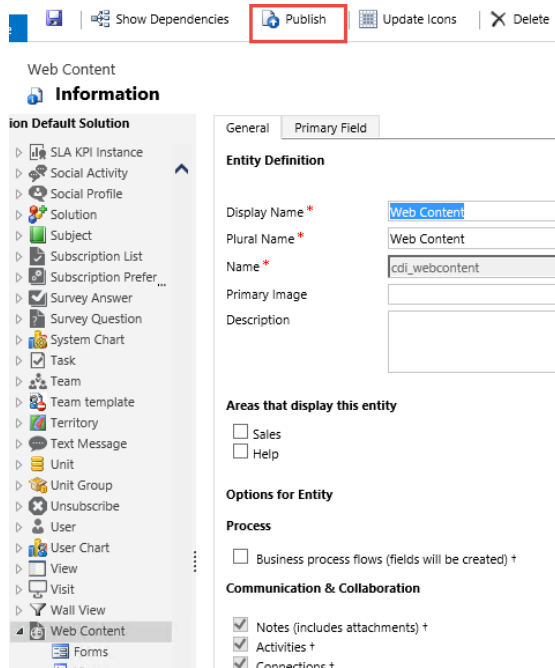 Show Dependencies Publish Update Icons Delete
Web Content
Information
ion Default Solution
SLA KPI Instance
Social Activity
Social Profile
Solution
Subject
Subscription List
Subscription Prefer...
Survey Answer
Survey Question
System Chart
Task
Team
Team template
Territory
Text Message
Unit
Unit Group
Unsubscribe
User
User Chart
View
Visit
Wall View
Web Content
Forms
General Primary Field
Entity Definition
Display Name * Web Content
Plural Name * Web Content
Name * cdi_webcontent
Primary Image
Description
Areas that display this entity
Sales
Help
Options for Entity
Process
Business process flows (fields will be created) †
Communication & Collaboration
Notes (includes attachments) †
Activities †
Connections †